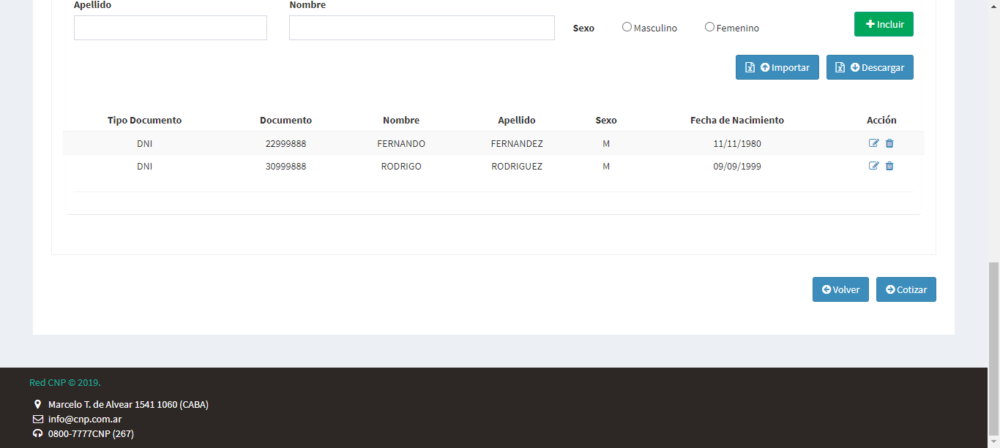 Apellido Nombre
Sexo Masculino Femenino Incluir
Importar Descargar
Tipo Documento Documento Nombre Apellido Sexo Fecha de Nacimiento Acción
DNI 22999888 FERNANDO FERNANDEZ M 11/11/1980
DNI 30999888 RODRIGO RODRIGUEZ M 09/09/1999
Volver Cotizar
Red CNP © 2019.
Marcelo T. de Alvear 1541 1060 (CABA)
info@cnp.com.ar
0800-7777CNP (267)